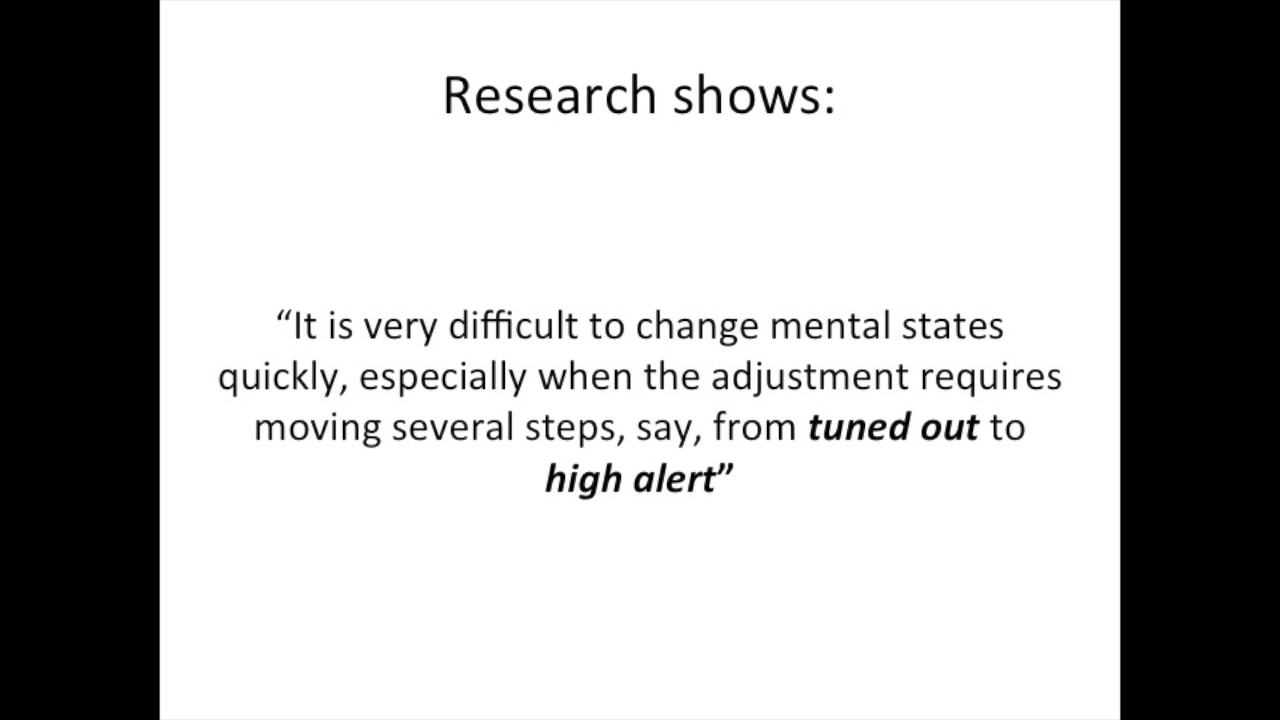 Research shows:
“It is very difficult to change mental states
quickly, especially when the adjustment requires
moving several steps, say, from tuned out to
high alert”